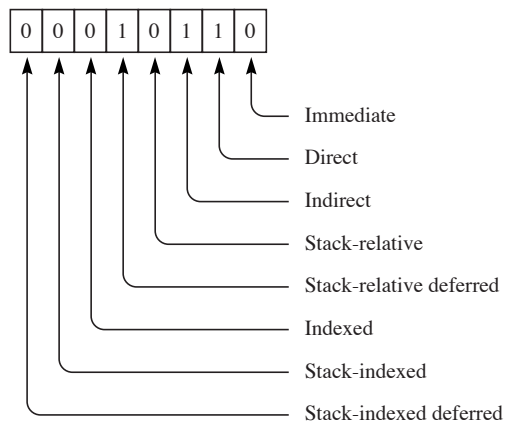 0 0 0 1 0 1 1 0
Immediate
Direct
Indirect
Stack-relative
Stack-relative deferred
Indexed
Stack-indexed
Stack-indexed deferred